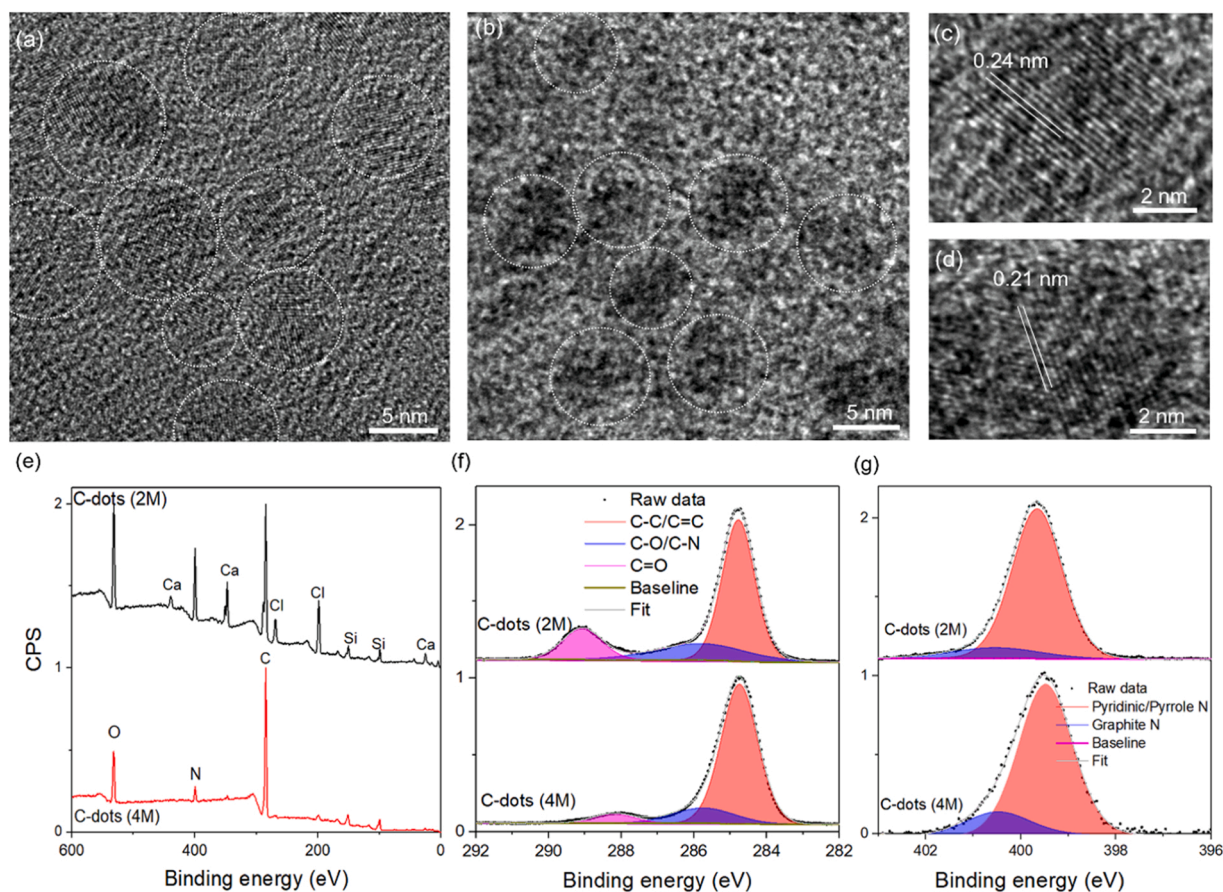 (a)
5 nm
(b)
5 nm
(c)
0.24 nm
2 nm
(d)
0.21 nm
2 nm
(e)
C-dots (2M)
Ca
Ca
Cl
Cl
Si
Si
Ca
C
O
N
C-dots (4M)
CPS
2
1
0
600
400
200
0
Binding energy (eV)
(f)
Raw data
C-C/C=C
C-O/C-N
C=O
Baseline
Fit
C-dots (2M)
C-dots (4M)
2
1
0
292
290
288
286
284
282
Binding energy (eV)
(g)
C-dots (2M)
Raw data
Pyridinic/Pyrrole N
Graphite N
Baseline
Fit
C-dots (4M)
2
1
0
402
400
398
396
Binding energy (eV)